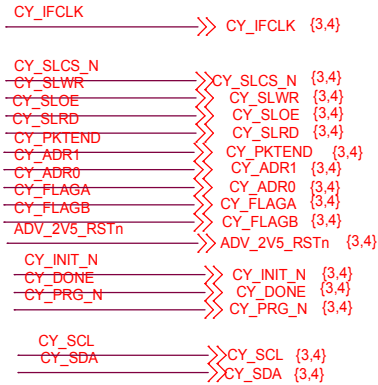 CY_IFCLK
CY_IFCLK {3,4}
CY_SLCS_N
CY_SLCS_N {3,4}
CY_SLWR
CY_SLWR {3,4}
CY_SLOE
CY_SLOE {3,4}
CY_SLRD
CY_SLRD {3,4}
CY_PKTEND
CY_PKTEND {3,4}
CY_ADR1
CY_ADR1 {3,4}
CY_ADR0
CY_ADR0 {3,4}
CY_FLAGA
CY_FLAGA {3,4}
CY_FLAGB
CY_FLAGB {3,4}
ADV_2V5_RSTn
ADV_2V5_RSTn {3,4}
CY_INIT_N
CY_INIT_N {3,4}
CY_DONE
CY_DONE {3,4}
CY_PRG_N
CY_PRG_N {3,4}
CY_SCL
CY_SCL {3,4}
CY_SDA
CY_SDA {3,4}